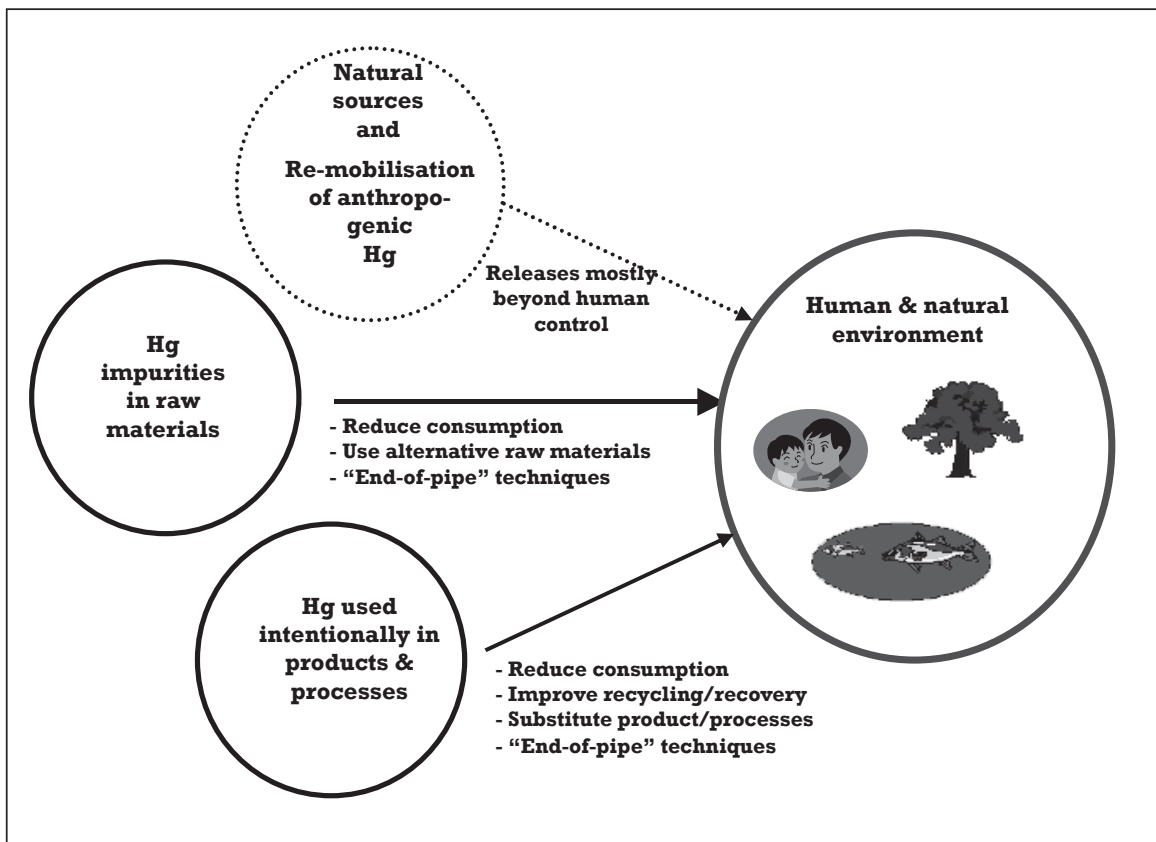 Natural
sources
and
Re-mobilisation
of anthropo-
genic
Hg
Releases mostly
beyond human
control
Human & natural
environment
Hg
impurities
in raw
materials
- Reduce consumption
- Use alternative raw materials
- “End-of-pipe” techniques
Hg used
intentionally in
products &
processes
- Reduce consumption
- Improve recycling/recovery
- Substitute product/processes
- “End-of-pipe” techniques